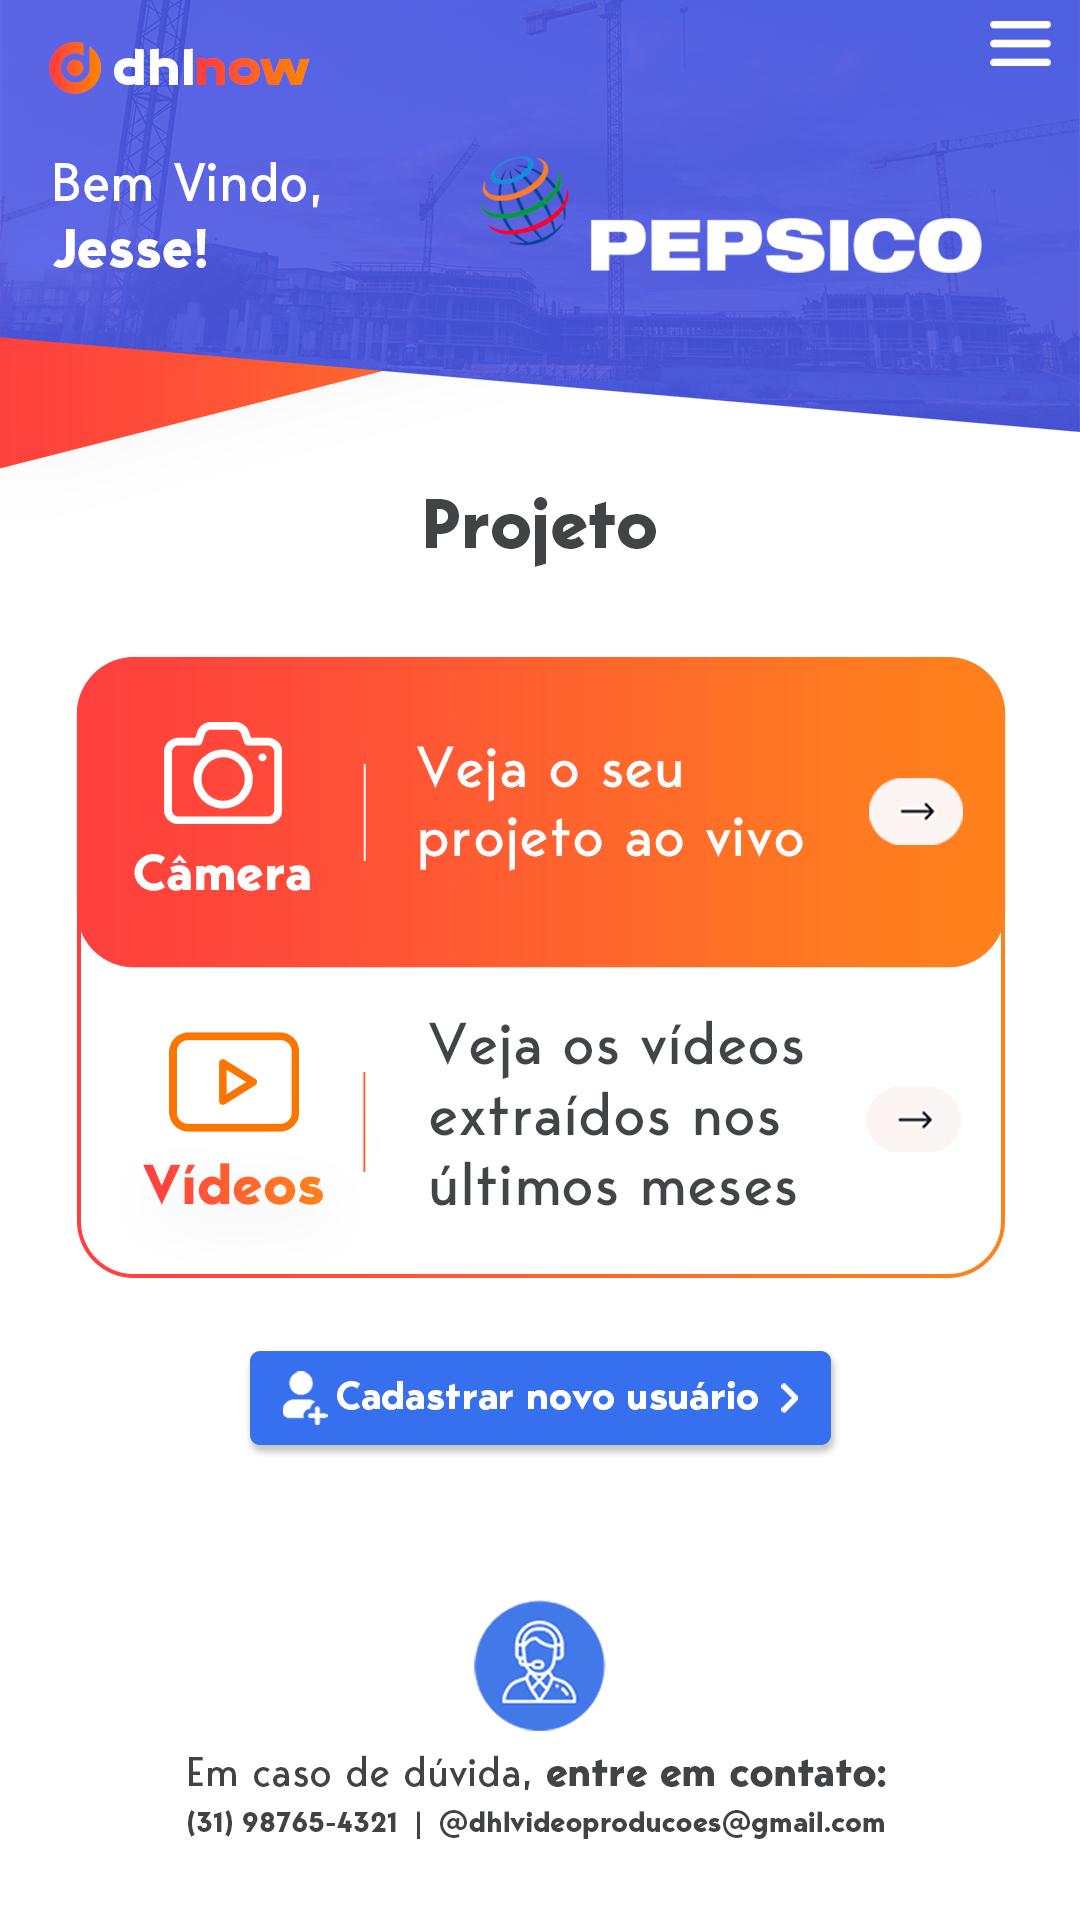 dhlnow
Bem Vindo,
Jesse!
PEPSICO
Projeto
Câmera
Veja o seu
projeto ao vivo
Vídeos
Veja os vídeos
extraídos nos
últimos meses
Cadastrar novo usuário
Em caso de dúvida, entre em contato:
(31) 98765-4321 | @dhlvideoproducoes@gmail.com